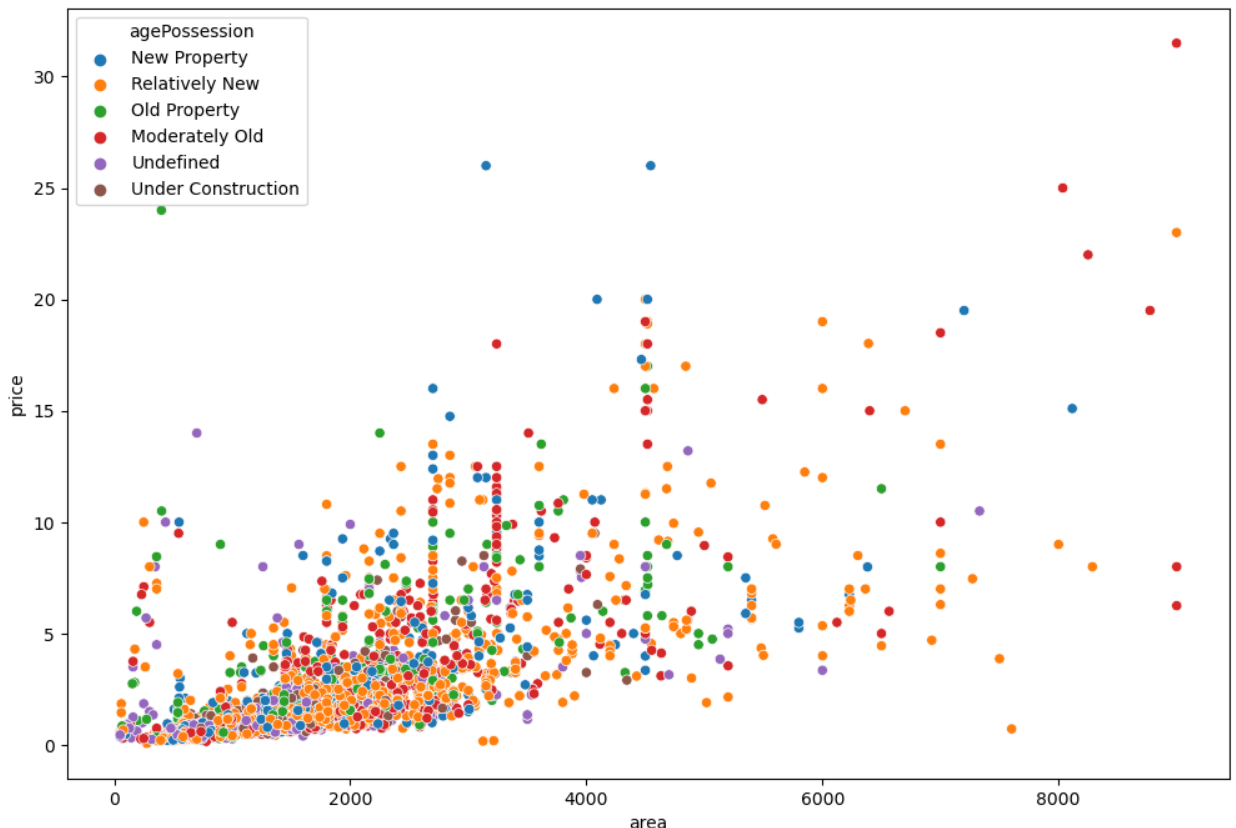 agePossession
New Property
Relatively New
Old Property
Moderately Old
Undefined
Under Construction
price
30
25
20
15
10
5
0
0 2000 4000 6000 8000
area